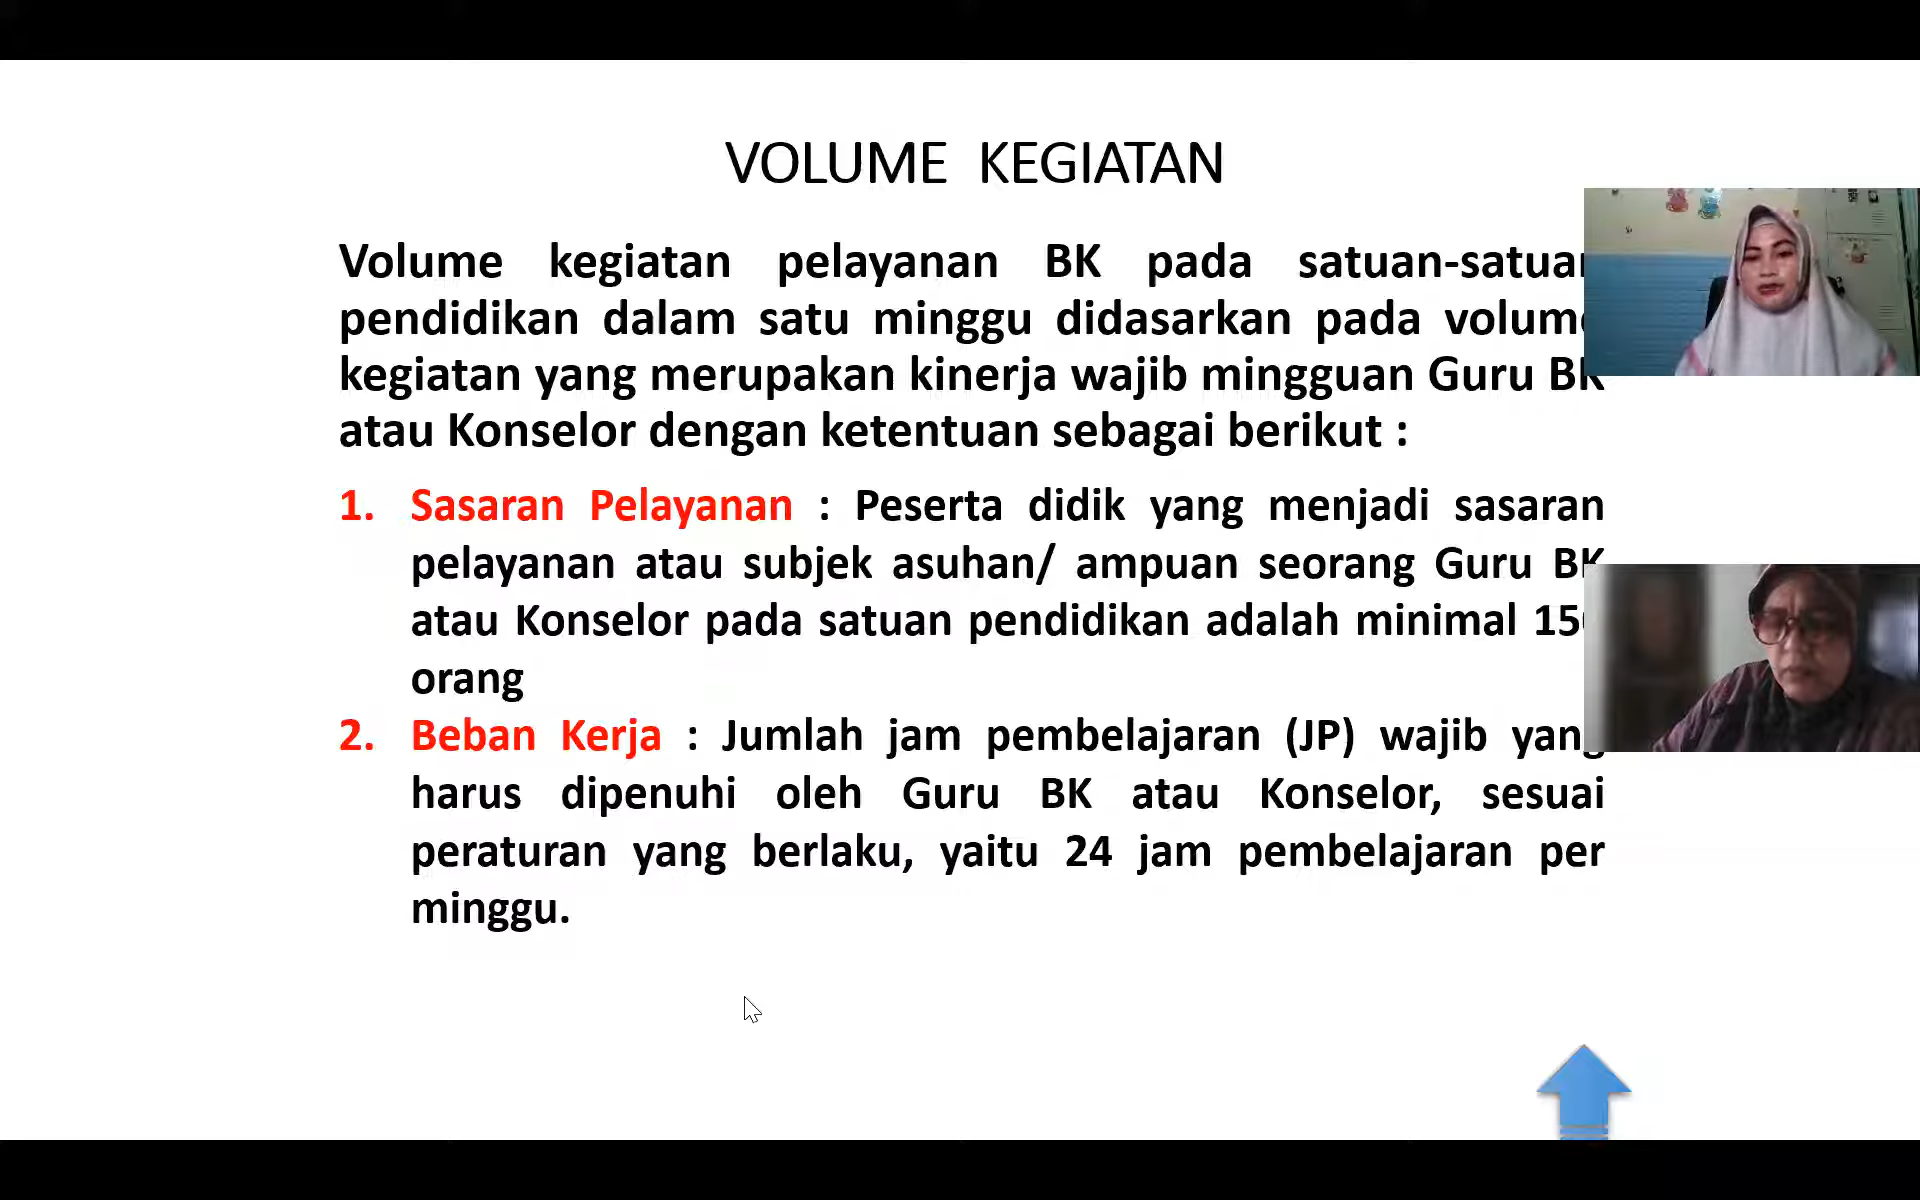 VOLUME KEGIATAN
Volume kegiatan pelayanan BK pada satuan-satuan
pendidikan dalam satu minggu didasarkan pada volume
kegiatan yang merupakan kinerja wajib mingguan Guru BK
atau Konselor dengan ketentuan sebagai berikut :
1. Sasaran Pelayanan : Peserta didik yang menjadi sasaran
pelayanan atau subjek asuhan/ ampuan seorang Guru BK
atau Konselor pada satuan pendidikan adalah minimal
orang
2. Beban Kerja : Jumlah jam pembelajaran (JP) wajib yang
harus dipenuhi oleh Guru BK atau Konselor, sesuai
peraturan yang berlaku, yaitu 24 jam pembelajaran per
minggu.